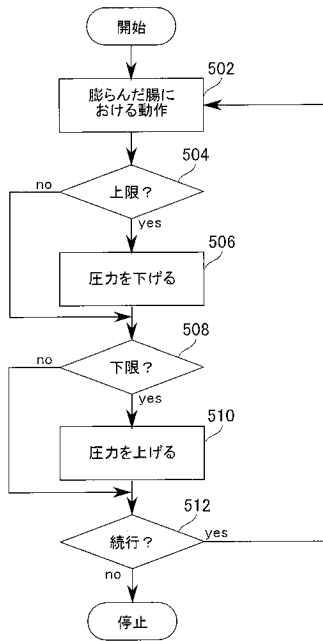 開始
502
膨らんだ腸に
おける動作
504
no
上限？
yes
506
圧力を下げる
508
no
下限？
yes
510
圧力を上げる
512
続行？
yes
no
停止